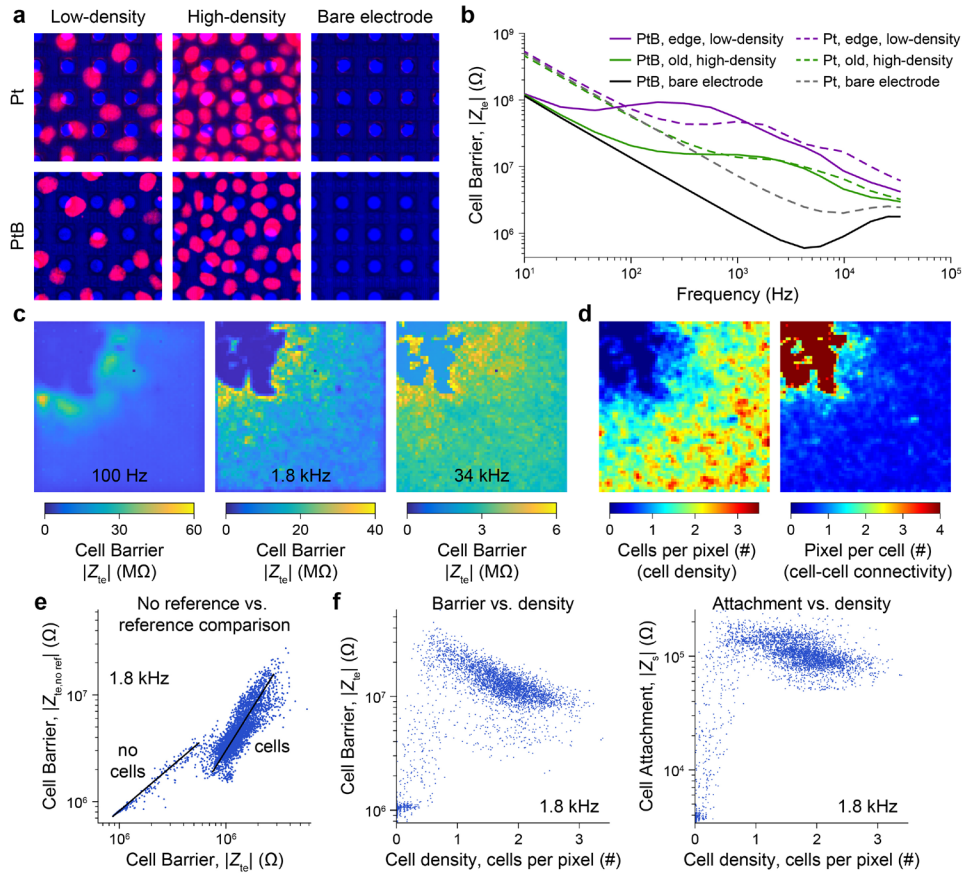 a
Low-density
High-density
Bare electrode
Pt
PtB
b
PtB, edge, low-density
PtB, old, high-density
PtB, bare electrode
Pt, edge, low-density
Pt, old, high-density
Pt, bare electrode
Cell Barrier, |Zte| (Ω)
10⁹
10⁸
10⁷
10⁶
10¹
10²
10³
10⁴
10⁵
Frequency (Hz)
c
100 Hz
1.8 kHz
34 kHz
0 30 60
Cell Barrier
|Zte| (MΩ)
0 20 40
Cell Barrier
|Zte| (MΩ)
0 3 6
Cell Barrier
|Zte| (MΩ)
d
0 1 2 3
Cells per pixel (#)
(cell density)
0 1 2 3 4
Pixel per cell (#)
(cell-cell connectivity)
e
No reference vs.
reference comparison
Cell Barrier, |Zte,no ref| (Ω)
1.8 kHz
no
cells
cells
10⁷
10⁶
10⁶
10⁶
Cell Barrier, |Zte| (Ω)
f
Barrier vs. density
Cell Barrier, |Zte| (Ω)
10⁷
10⁶
1.8 kHz
0 1 2 3
Cell density, cells per pixel (#)
Attachment vs. density
Cell Attachment, |Zs| (Ω)
10⁵
10⁴
1.8 kHz
0 1 2 3
Cell density, cells per pixel (#)